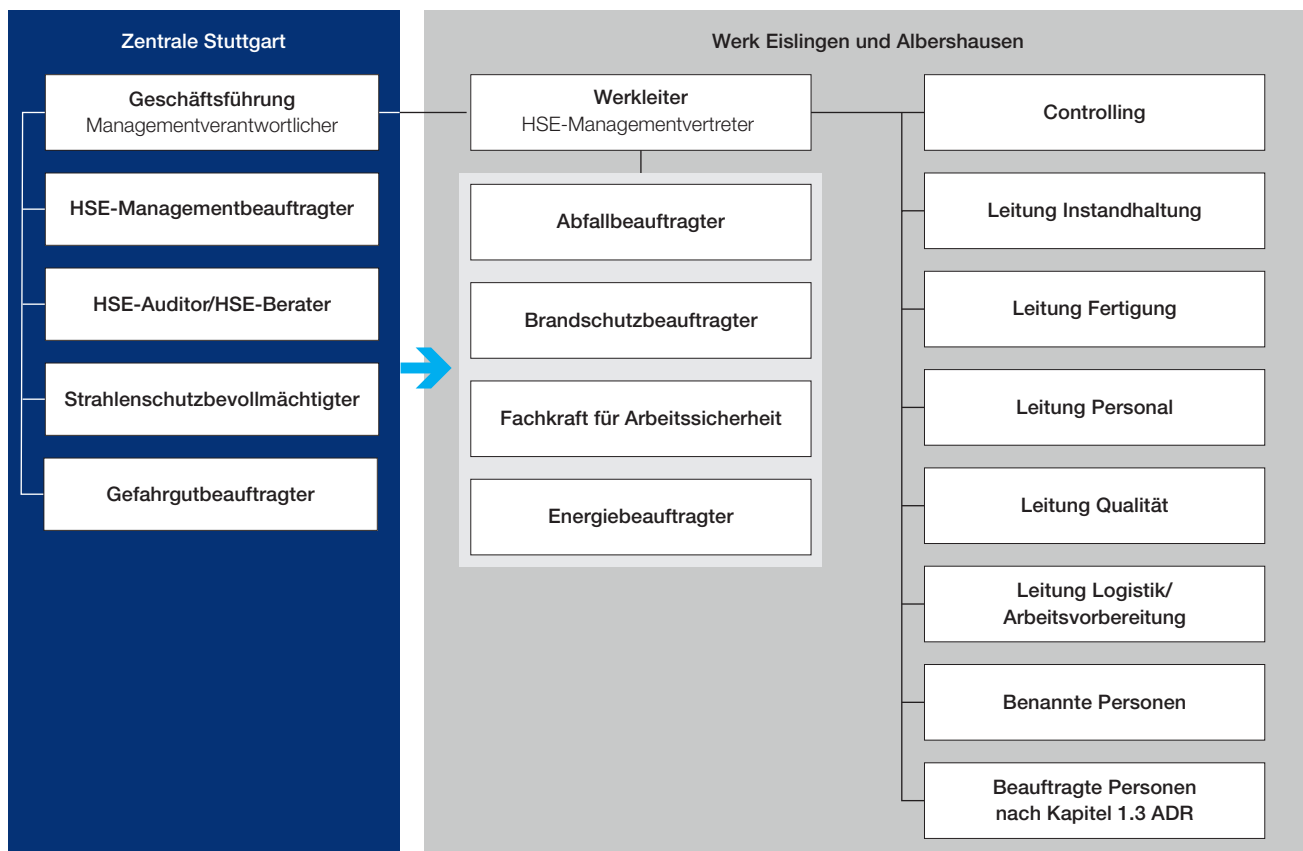 Zentrale Stuttgart
Geschäftsführung
Managementverantwortlicher
HSE-Managementbeauftragter
HSE-Auditor/HSE-Berater
Strahlenschutzbevollmächtigter
Gefahrgutbeauftragter
Werk Eislingen und Albershausen
Werkleiter
HSE-Managementvertreter
Abfallbeauftragter
Brandschutzbeauftragter
Fachkraft für Arbeitssicherheit
Energiebeauftragter
Controlling
Leitung Instandhaltung
Leitung Fertigung
Leitung Personal
Leitung Qualität
Leitung Logistik/
Arbeitsvorbereitung
Benannte Personen
Beauftragte Personen
nach Kapitel 1.3 ADR